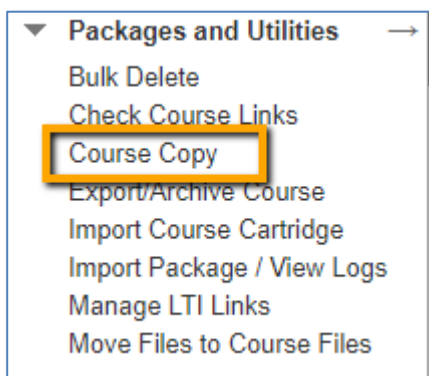 Packages and Utilities →
Bulk Delete
Check Course Links
Course Copy
Export/Archive Course
Import Course Cartridge
Import Package / View Logs
Manage LTI Links
Move Files to Course Files